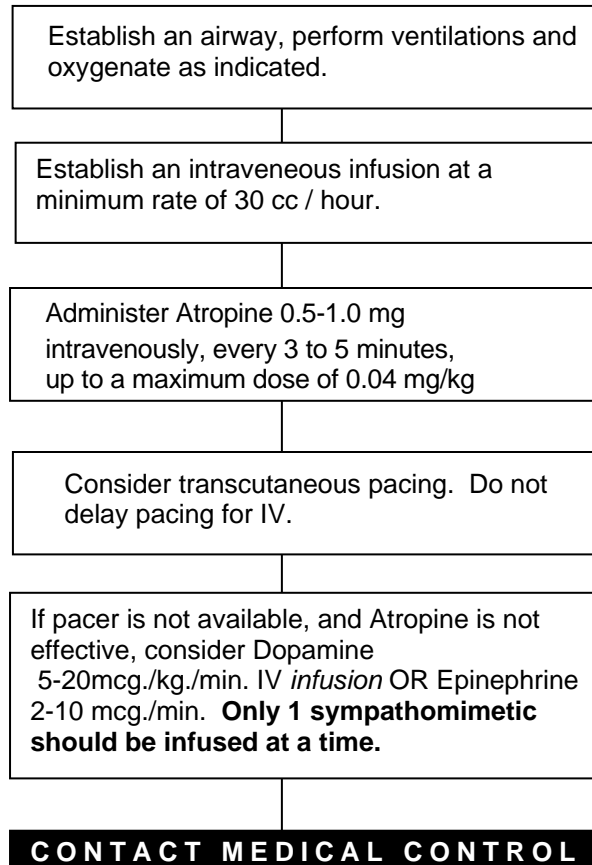 Establish an airway, perform ventilations and
oxygenate as indicated.
Establish an intraveneous infusion at a
minimum rate of 30 cc / hour.
Administer Atropine 0.5-1.0 mg
intravenously, every 3 to 5 minutes,
up to a maximum dose of 0.04 mg/kg
Consider transcutaneous pacing.  Do not
delay pacing for IV.
If pacer is not available, and Atropine is not
effective, consider Dopamine
5-20mcg./kg./min. IV infusion OR Epinephrine
2-10 mcg./min.  Only 1 sympathomimetic
should be infused at a time.
CONTACT MEDICAL CONTROL